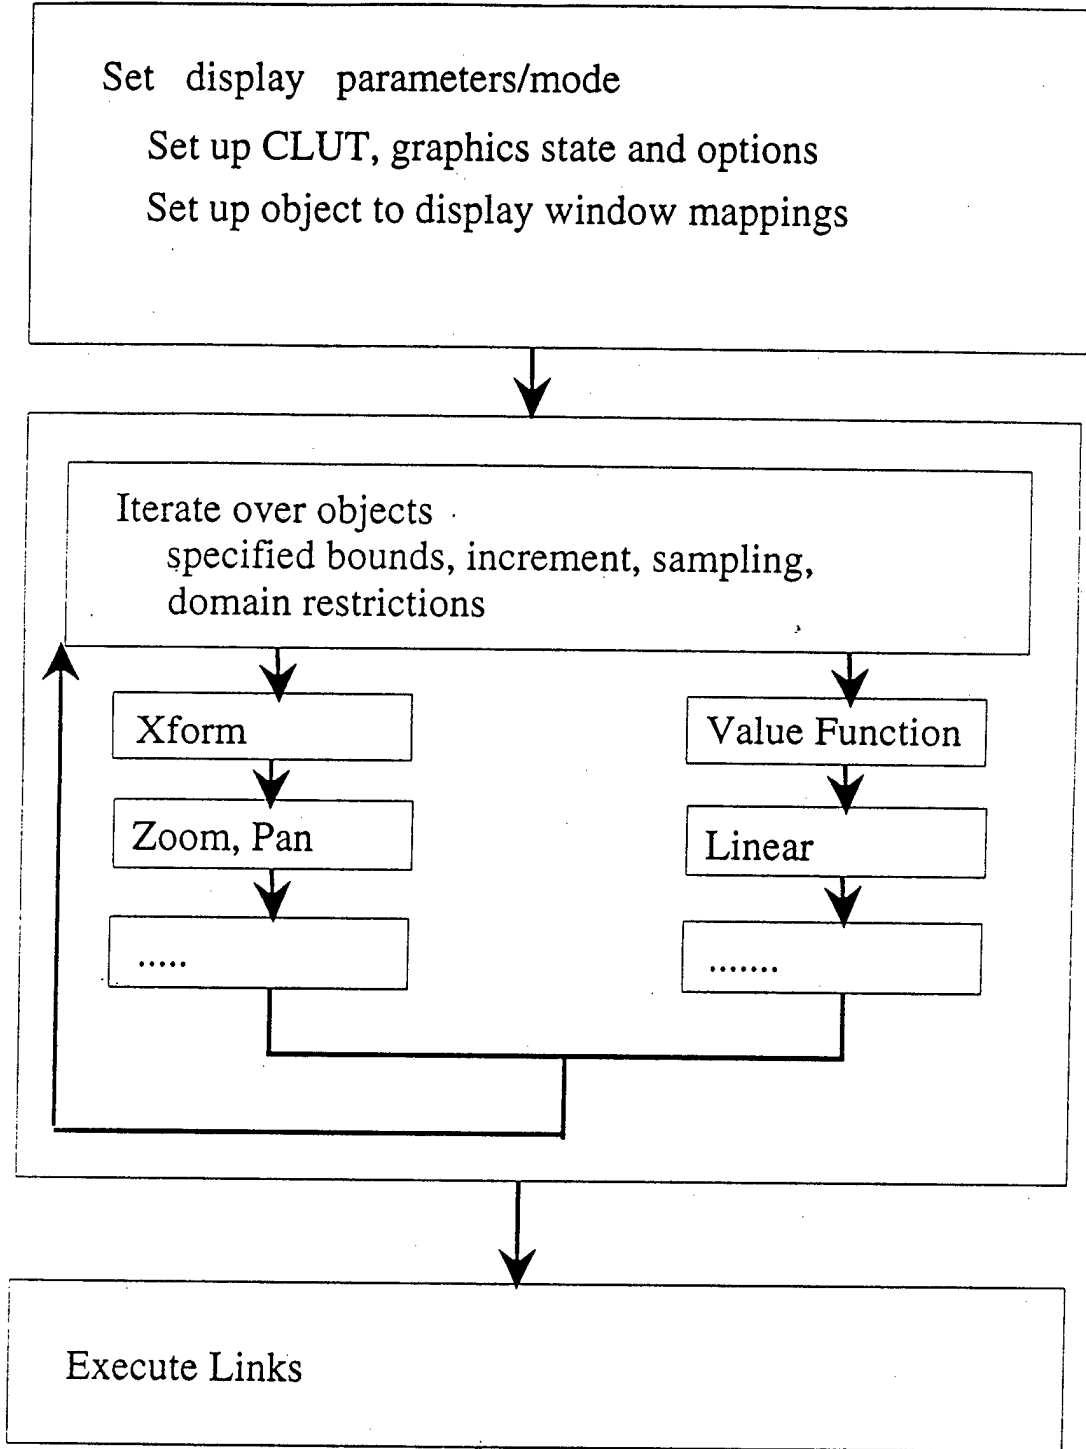 Set display parameters/mode
Set up CLUT, graphics state and options
Set up object to display window mappings
Iterate over objects
specified bounds, increment, sampling,
domain restrictions
Xform
Value Function
Zoom, Pan
Linear
.....
.......
Execute Links